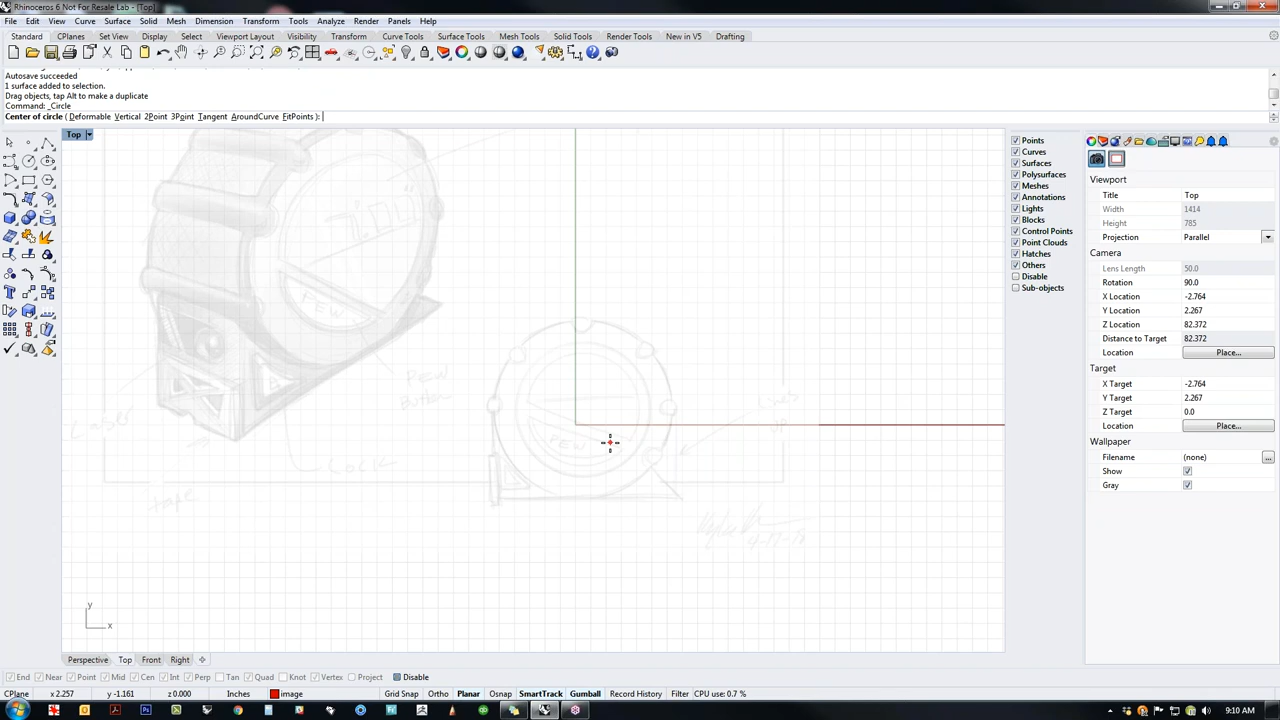 Rhinoceros 6 Not For Resale Lab - [Top]
File Edit View Curve Surface Solid Mesh Dimension Transform Tools Analyze Render Panels Help
Standard CPlanes Set View Display Select Viewport Layout Visibility Transform Curve Tools Surface Tools Mesh Tools Solid Tools Render Tools New in V5 Drafting
Autosave succeeded
1 surface added to selection.
Drag objects, tap Alt to make a duplicate
Command: _Circle
Center of circle ( Deformable Vertical 2Point 3Point Tangent AroundCurve FitPoints ):
Top
Points
Curves
Surfaces
Polysurfaces
Meshes
Annotations
Lights
Blocks
Control Points
Point Clouds
Hatches
Others
Disable
Sub-objects
Viewport
Title Top
Width 1414
Height 785
Projection Parallel
Camera
Lens Length 50.0
Rotation 90.0
X Location -2.764
Y Location 2.267
Z Location 82.372
Distance to Target 82.372
Location Place...
Target
X Target -2.764
Y Target 2.267
Z Target 0.0
Location Place...
Wallpaper
Filename (none) ...
Show
Gray
Laser
tape
Lock
PEW
Pew
Button
PEW
Lines
up
y
x
Perspective Top Front Right
End Near Point Mid Cen Int Perp Tan Quad Knot Vertex Project Disable
CPlane x 2.257 y -1.161 z 0.000 Inches image Grid Snap Ortho Planar Osnap SmartTrack Gumball Record History Filter CPU use: 0.7 %
9:10 AM